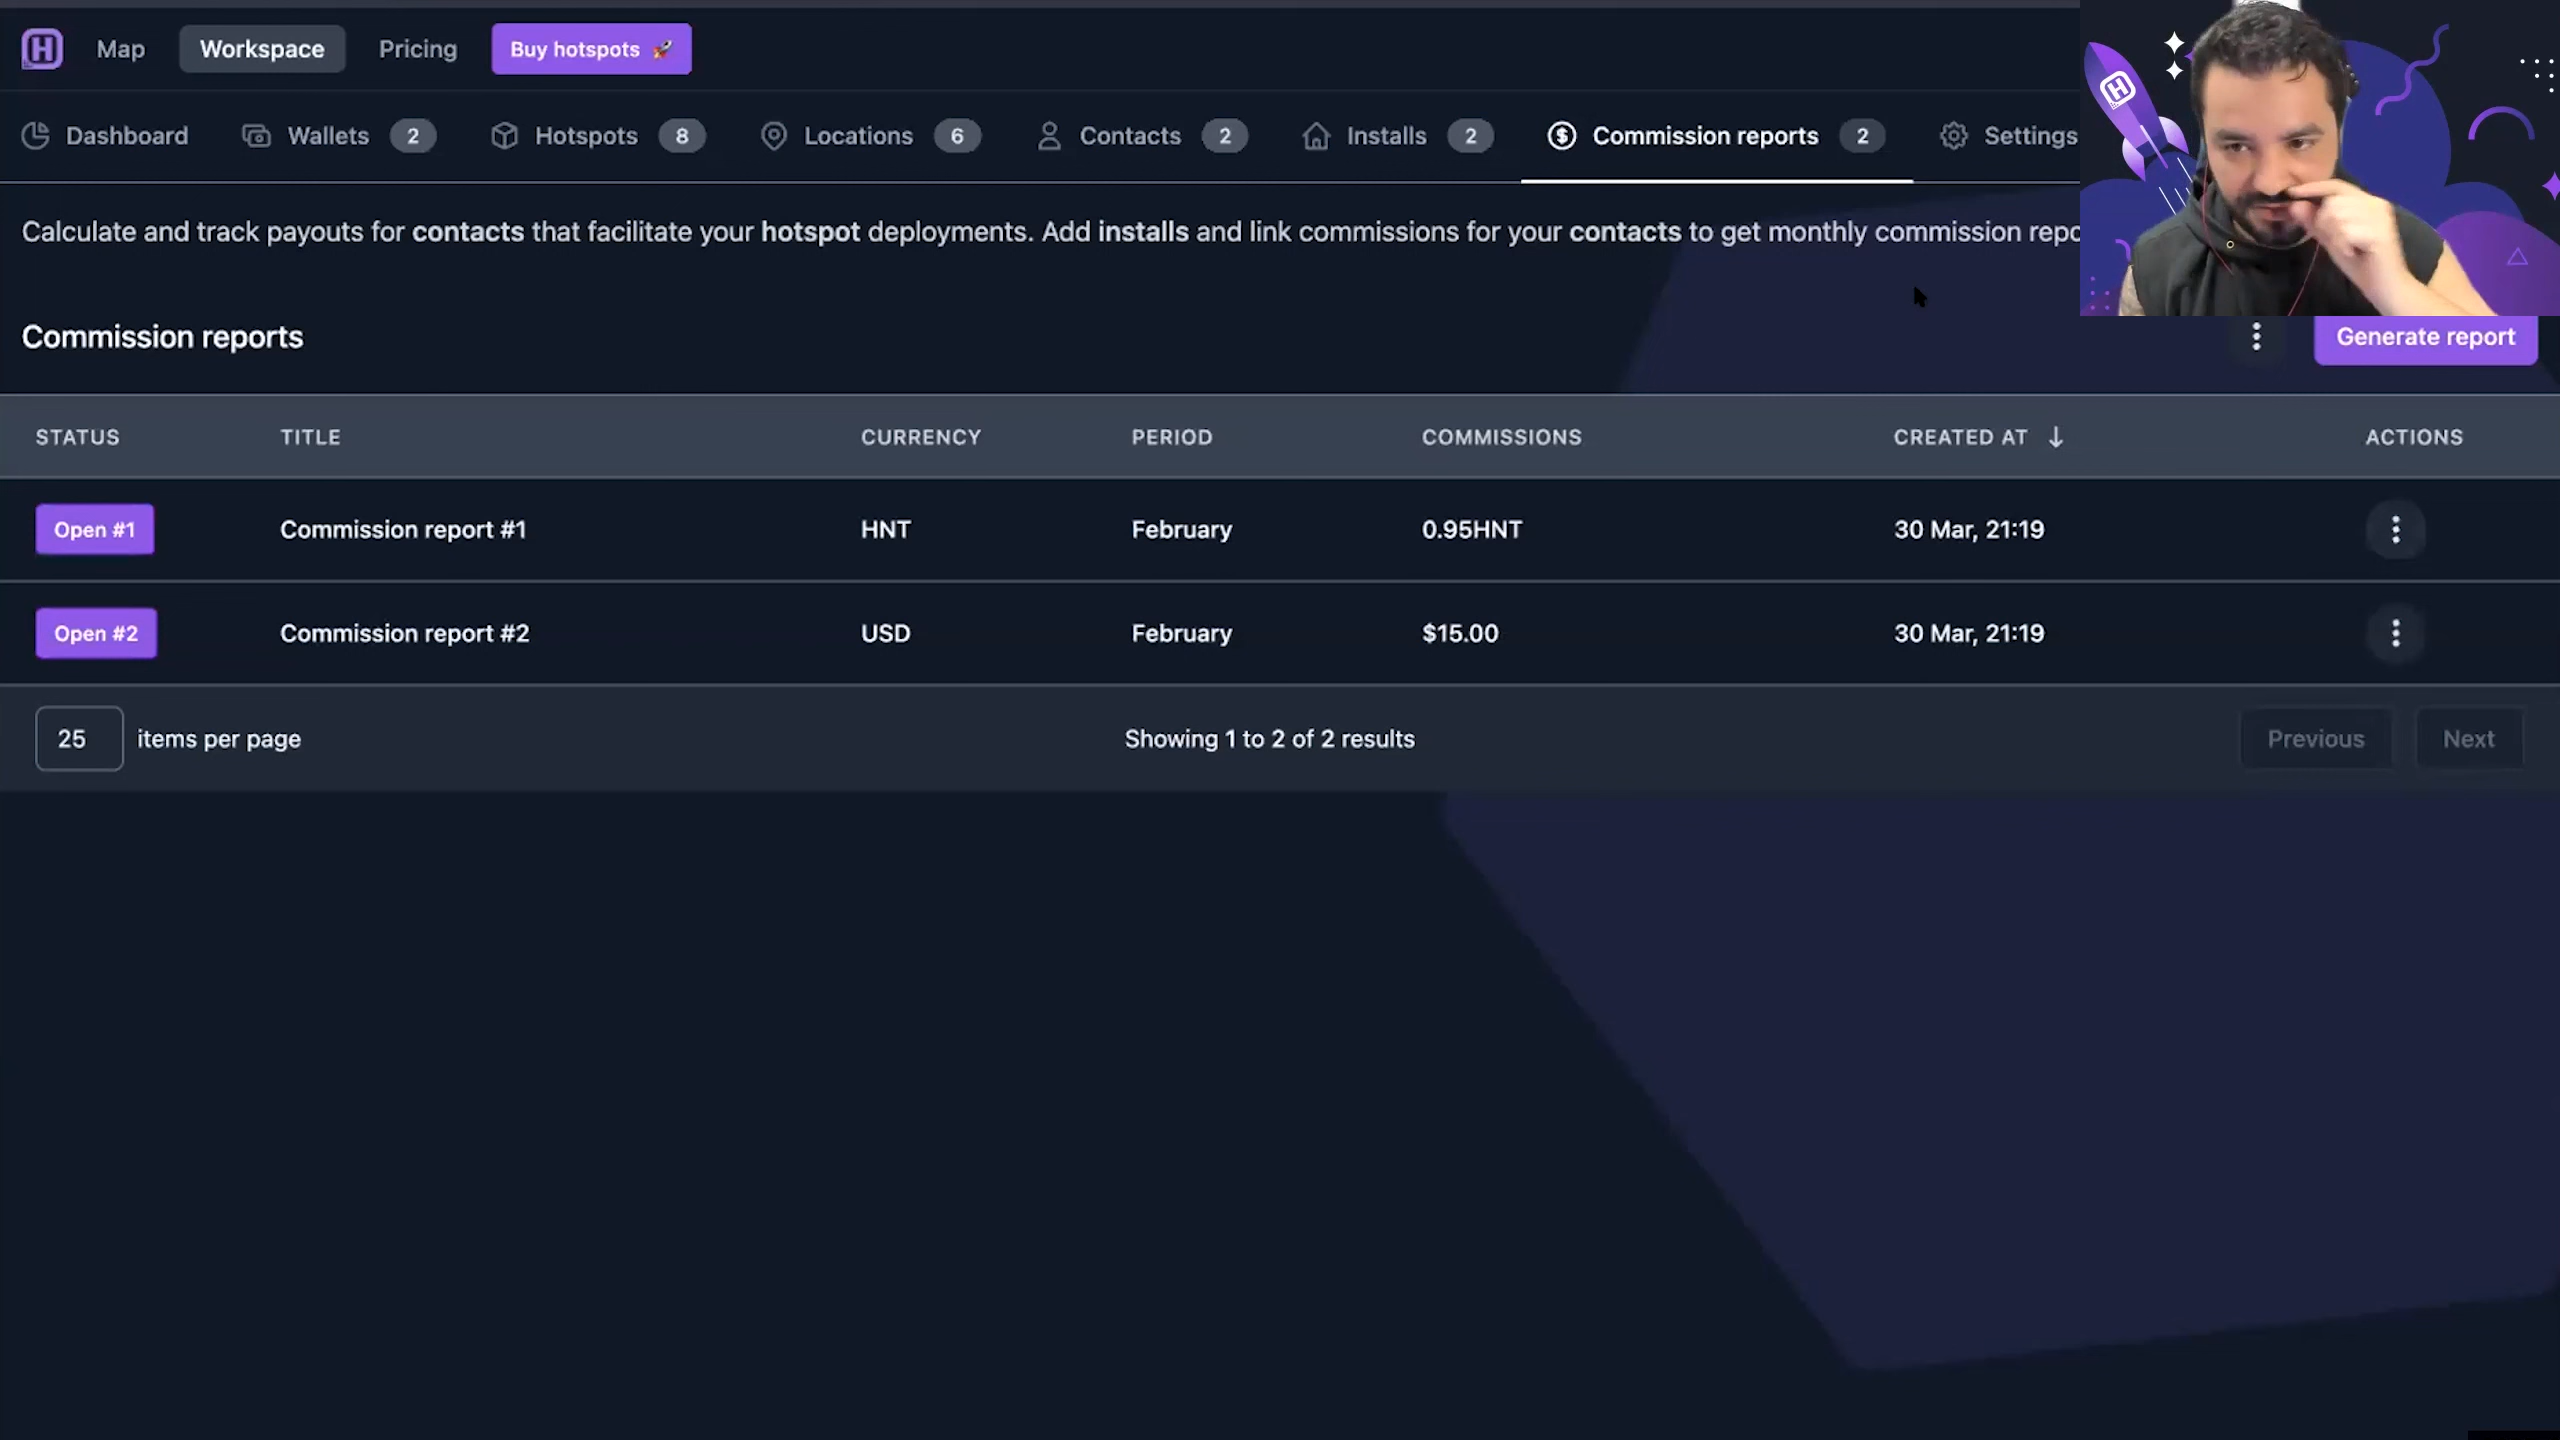 H Map Workspace Pricing Buy hotspots 🚀
Dashboard Wallets 2 Hotspots 8 Locations 6 Contacts 2 Installs 2 Commission reports 2 Settings
Calculate and track payouts for contacts that facilitate your hotspot deployments. Add installs and link commissions for your contacts to get monthly commission repo
Commission reports
Generate report
STATUS TITLE CURRENCY PERIOD COMMISSIONS CREATED AT ↓ ACTIONS
Open #1 Commission report #1 HNT February 0.95HNT 30 Mar, 21:19
Open #2 Commission report #2 USD February $15.00 30 Mar, 21:19
25 items per page Showing 1 to 2 of 2 results Previous Next